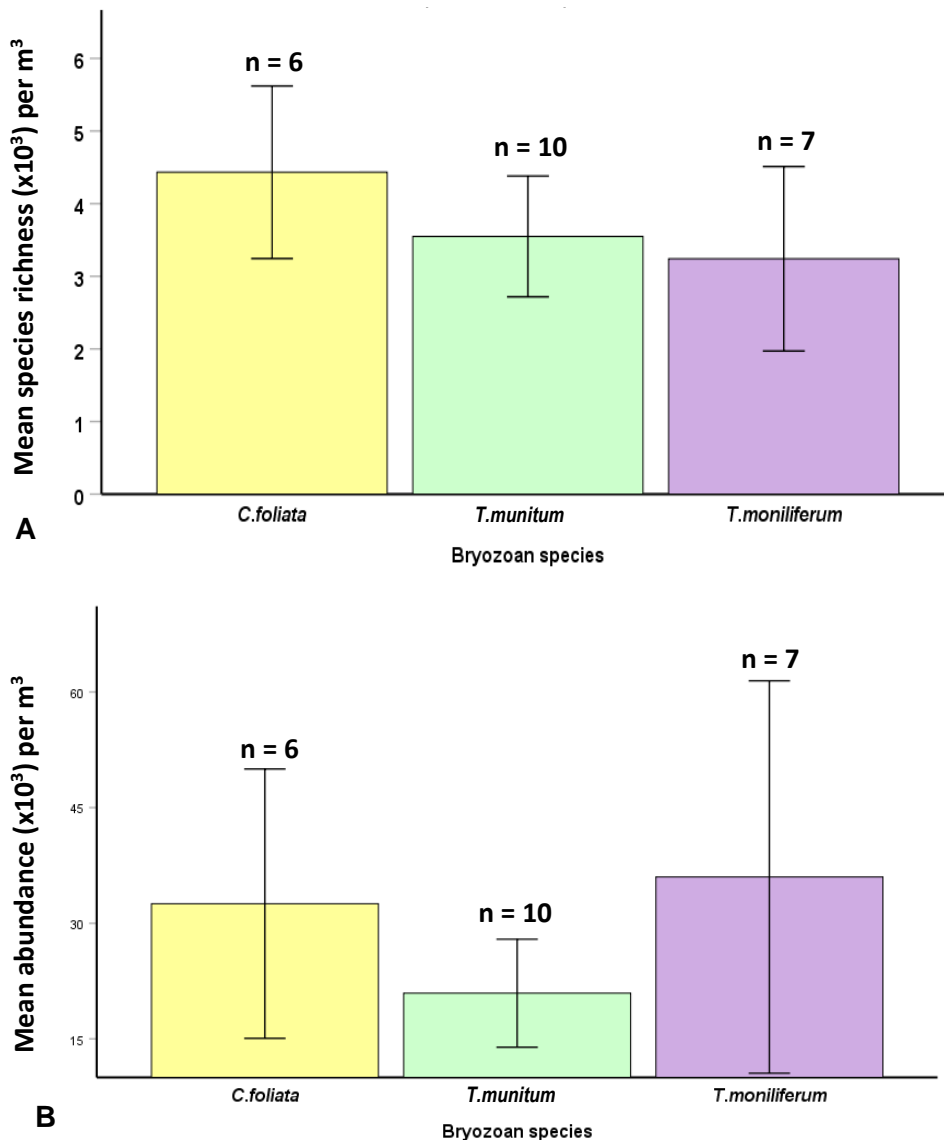 Mean species richness (x10³) per m³
6
5
4
3
2
1
0
n = 6
n = 10
n = 7
C.foliata T.munitum T.moniliferum
Bryozoan species
A
Mean abundance (x10³) per m³
60
45
30
15
n = 6
n = 10
n = 7
C.foliata T.munitum T.moniliferum
Bryozoan species
B